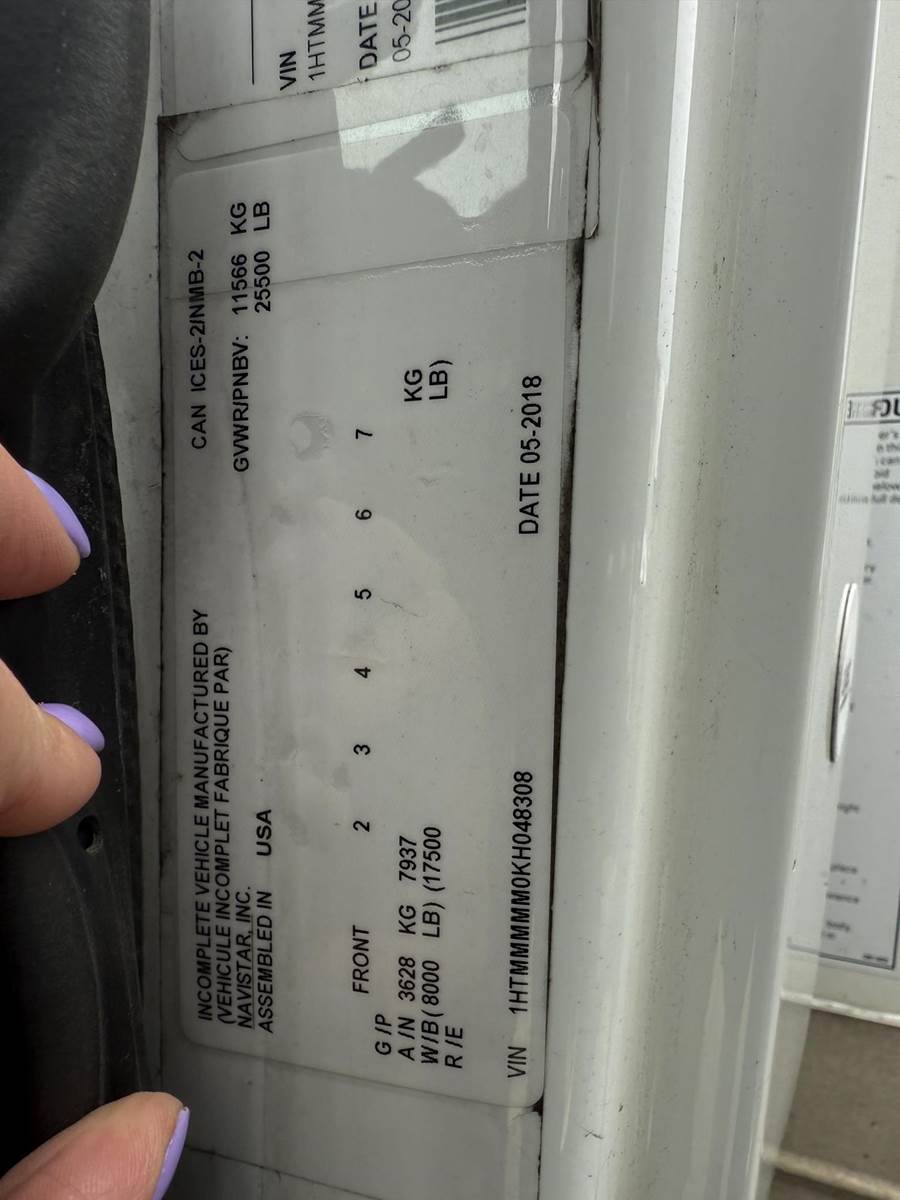 VIN
1HTMM
DATE
05-20
INCOMPLETE VEHICLE MANUFACTURED BY
(VEHICULE INCOMPLET FABRIQUE PAR)
NAVISTAR, INC.
ASSEMBLED IN USA
CAN ICES-2/NMB-2
GVWR/PNBV: 11566 KG
25500 LB
FRONT 2 3 4 5 6 7
G/P
A/N 3628 KG 7937 KG
W/B (8000 LB) (17500 LB)
R/E
VIN 1HTMMMMM0KH048308 DATE 05-2018